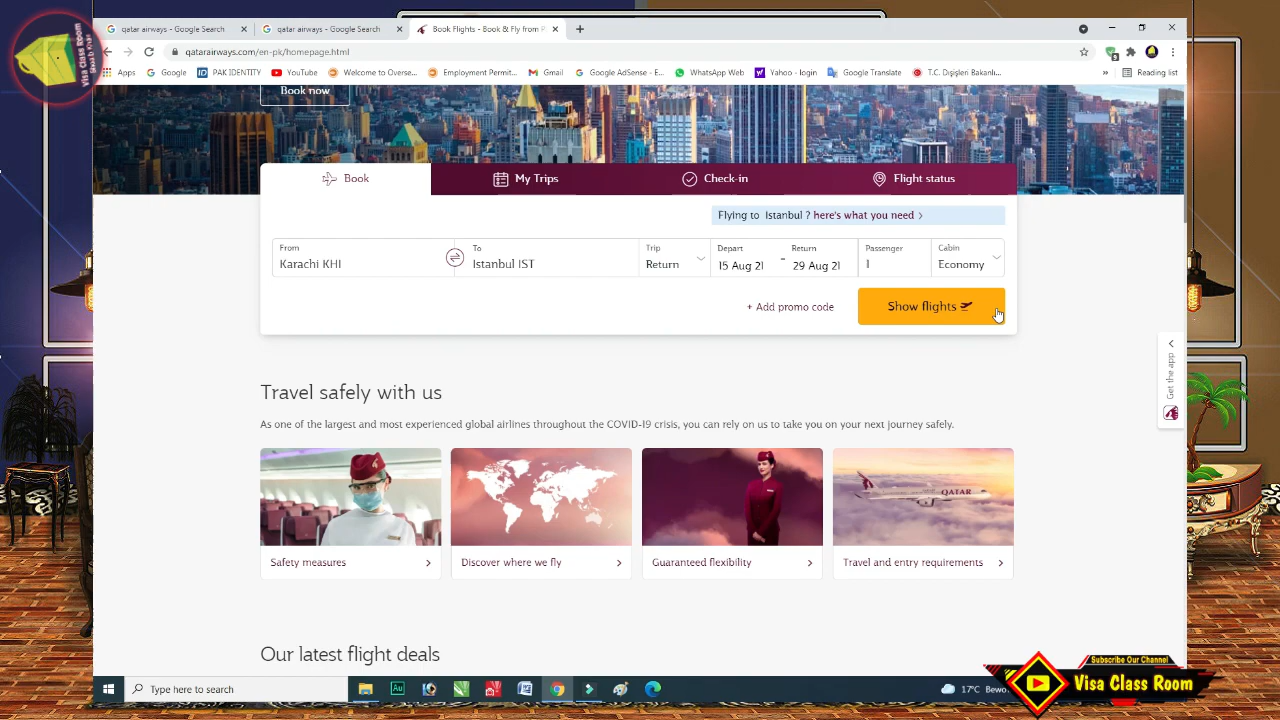 Visa Class Room
qatar airways - Google Search
qatar airways - Google Search
Book Flights - Book & Fly from P
qatarairways.com/en-pk/homepage.html
Apps
Google
PAK IDENTITY
YouTube
Welcome to Overse...
Employment Permit...
Gmail
Google AdSense - E...
WhatsApp Web
Yahoo - login
Google Translate
T.C. Dışişleri Bakanlı...
»
Reading list
Book now
Book
My Trips
Check-in
Flight status
Flying to Istanbul ? here's what you need >
From
Karachi KHI
To
Istanbul IST
Trip
Return
Depart
15 Aug 21
-
Return
29 Aug 21
Passenger
1
Cabin
Economy
+ Add promo code
Show flights
Get the app
Travel safely with us
As one of the largest and most experienced global airlines throughout the COVID-19 crisis, you can rely on us to take you on your next journey safely.
QATAR
Safety measures
Discover where we fly
Guaranteed flexibility
Travel and entry requirements
Our latest flight deals
Subscribe Our Channel
Visa Class Room
Type here to search
17°C Bewo